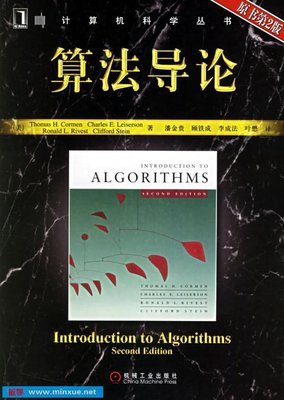 计算机科学丛书
原书第2版
算法导论
(美) Thomas H. Cormen Charles E. Leiserson
Ronald L. Rivest Clifford Stein 著 潘金贵 顾铁成 李成法 叶懋 译
INTRODUCTION TO
ALGORITHMS
SECOND EDITION
THOMAS H. CORMEN
CHARLES E. LEISERSON
RONALD L. RIVEST
CLIFFORD STEIN
Introduction to Algorithms
Second Edition
机械工业出版社
China Machine Press
www.minxue.net